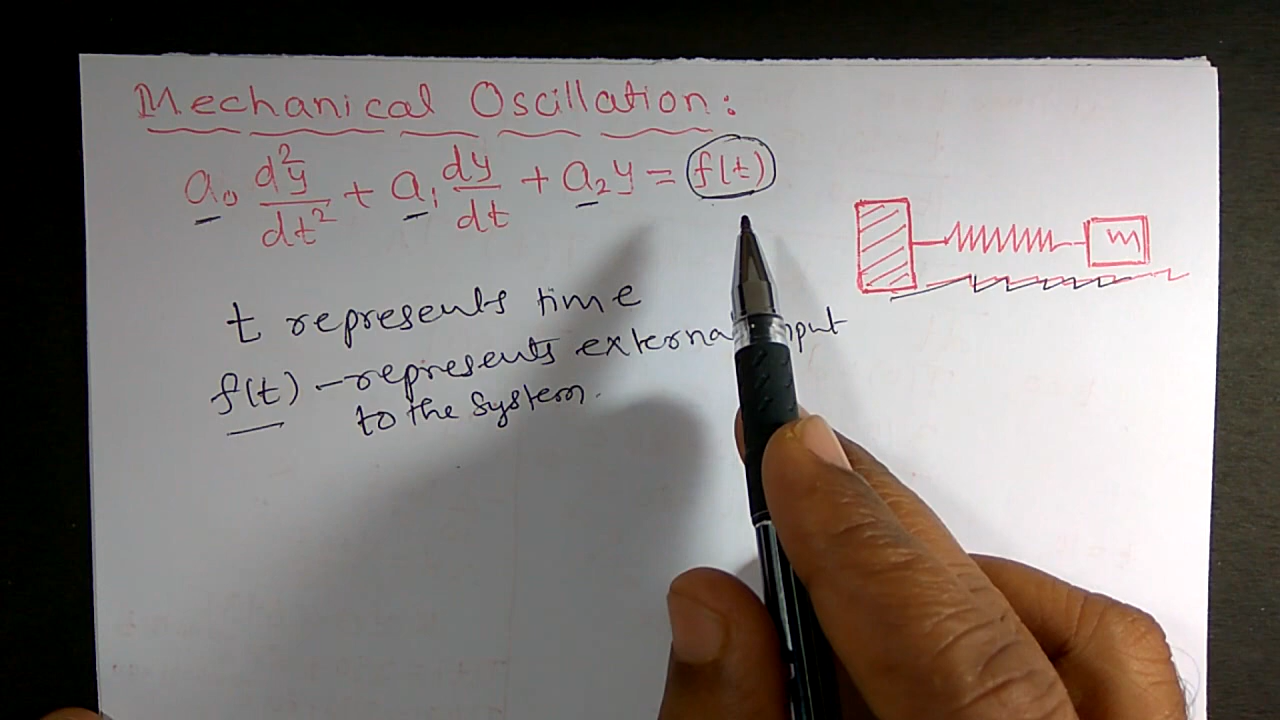 Mechanical Oscillation:
a₀ d²y/dt² + a₁ dy/dt + a₂y = f(t)
m
t represents time
f(t) – represents external input
to the system.